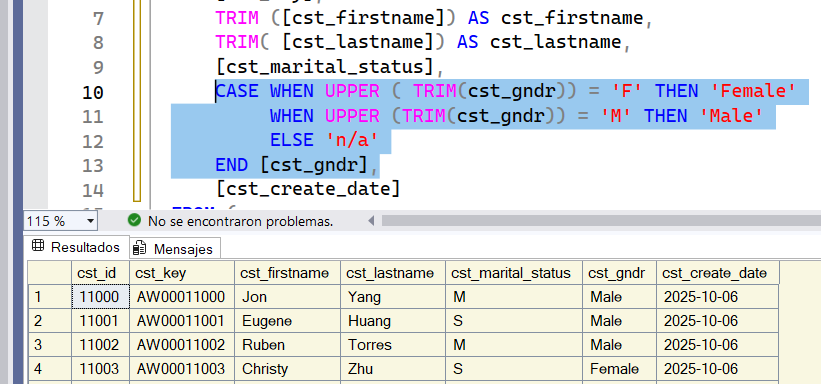 7 TRIM ([cst_firstname]) AS cst_firstname,
8 TRIM( [cst_lastname]) AS cst_lastname,
9 [cst_marital_status],
10 CASE WHEN UPPER ( TRIM(cst_gndr)) = 'F' THEN 'Female'
11 WHEN UPPER (TRIM(cst_gndr)) = 'M' THEN 'Male'
12 ELSE 'n/a'
13 END [cst_gndr],
14 [cst_create_date]
115 % No se encontraron problemas.
Resultados Mensajes
cst_id cst_key cst_firstname cst_lastname cst_marital_status cst_gndr cst_create_date
1 11000 AW00011000 Jon Yang M Male 2025-10-06
2 11001 AW00011001 Eugene Huang S Male 2025-10-06
3 11002 AW00011002 Ruben Torres M Male 2025-10-06
4 11003 AW00011003 Christy Zhu S Female 2025-10-06